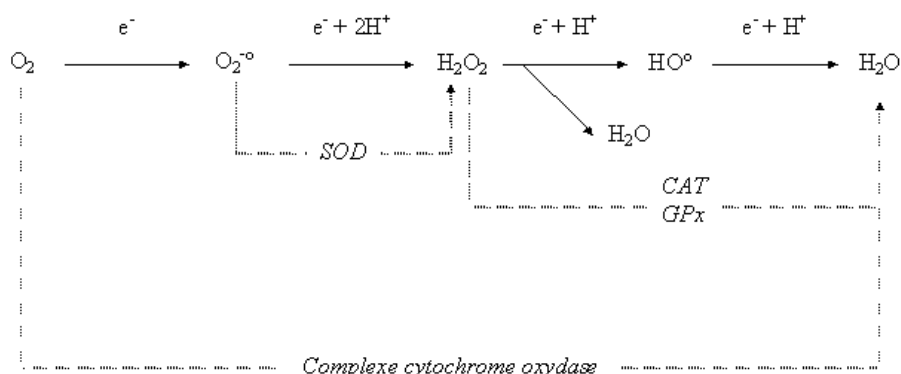 e⁻ e⁻ + 2H⁺ e⁻ + H⁺ e⁻ + H⁺
O₂ O₂⁻° H₂O₂ HO° H₂O
H₂O
SOD
CAT
GPx
Complexe cytochrome oxydase